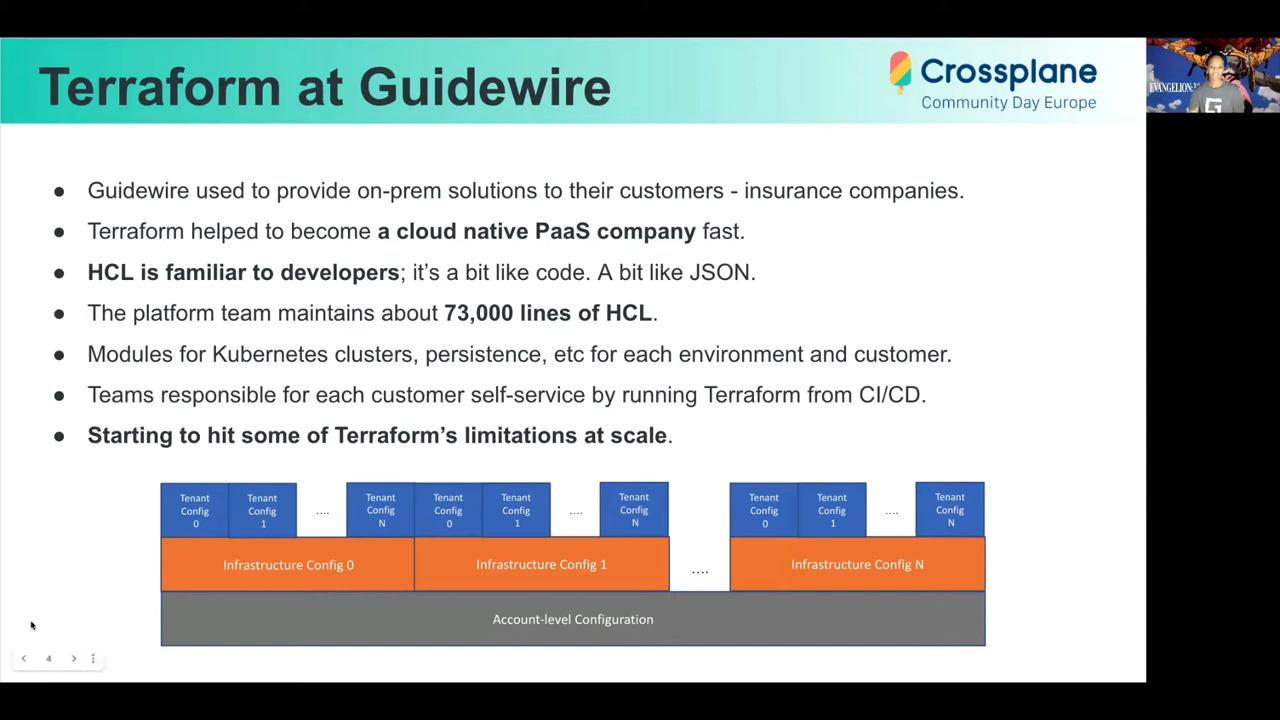 Terraform at Guidewire
Crossplane
Community Day Europe
EVANGELION
G
● Guidewire used to provide on-prem solutions to their customers - insurance companies.
● Terraform helped to become a cloud native PaaS company fast.
● HCL is familiar to developers; it's a bit like code. A bit like JSON.
● The platform team maintains about 73,000 lines of HCL.
● Modules for Kubernetes clusters, persistence, etc for each environment and customer.
● Teams responsible for each customer self-service by running Terraform from CI/CD.
● Starting to hit some of Terraform's limitations at scale.
Tenant Config 0
Tenant Config 1
....
Tenant Config N
Tenant Config 0
Tenant Config 1
....
Tenant Config N
Tenant Config 0
Tenant Config 1
....
Tenant Config N
Infrastructure Config 0
Infrastructure Config 1
....
Infrastructure Config N
Account-level Configuration
4